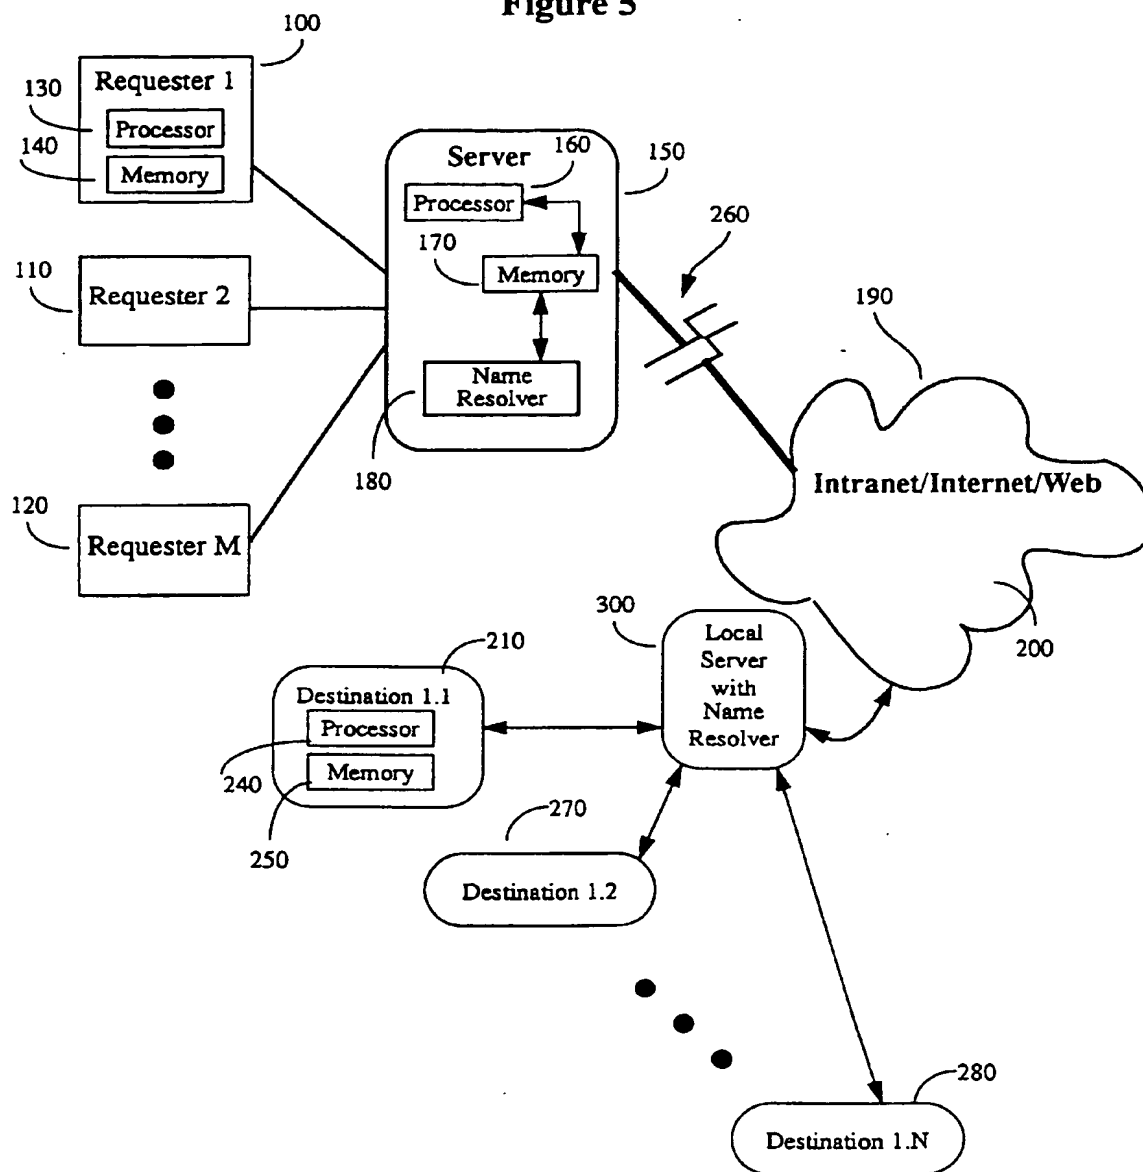 Figure 5
100
Requester 1
130
Processor
140
Memory
110
Requester 2
120
Requester M
Server
160
150
Processor
170
Memory
Name
Resolver
180
260
190
Intranet/Internet/Web
200
300
Local
Server
with
Name
Resolver
210
Destination 1.1
Processor
240
Memory
250
270
Destination 1.2
280
Destination 1.N